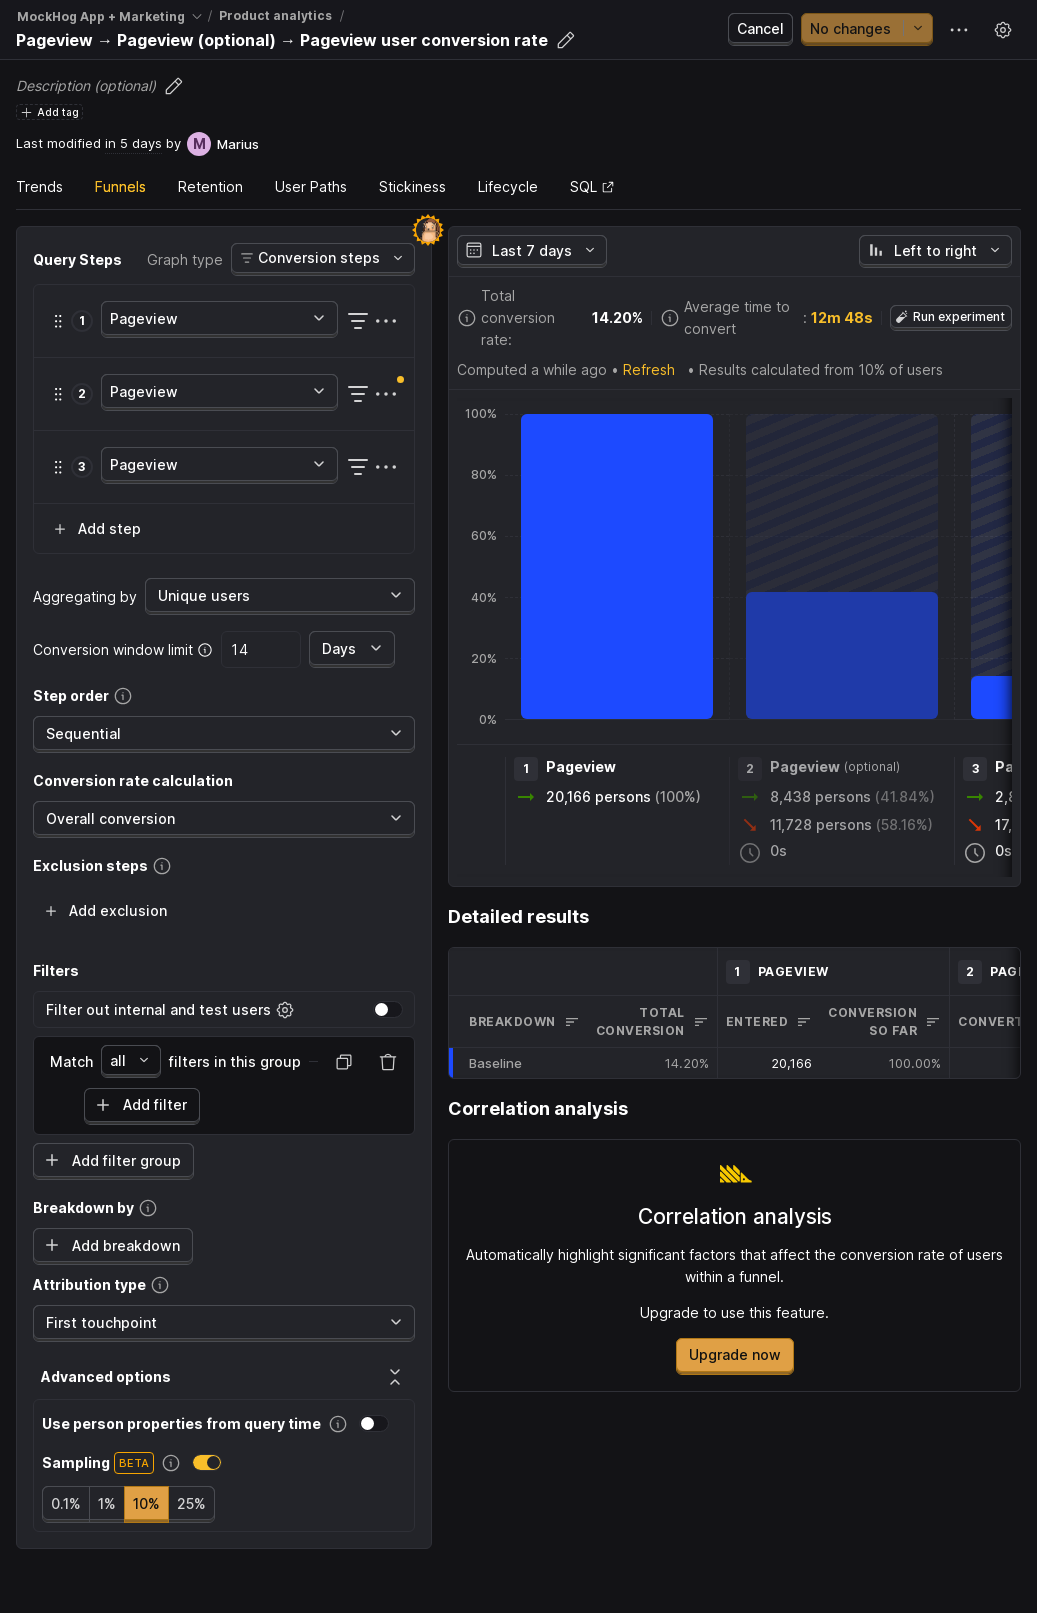 MockHog App + Marketing / Product analytics /
Pageview → Pageview (optional) → Pageview user conversion rate
Cancel
No changes
Description (optional)
Add tag
Last modified in 5 days by M Marius
Trends Funnels Retention User Paths Stickiness Lifecycle SQL
Query Steps Graph type Conversion steps
1 Pageview
2 Pageview
3 Pageview
Add step
Aggregating by Unique users
Conversion window limit 14 Days
Step order
Sequential
Conversion rate calculation
Overall conversion
Exclusion steps
Add exclusion
Filters
Filter out internal and test users
Match all filters in this group
Add filter
Add filter group
Breakdown by
Add breakdown
Attribution type
First touchpoint
Advanced options
Use person properties from query time
Sampling BETA
0.1% 1% 10% 25%
Last 7 days
Left to right
Total
conversion
rate:
14.20%
Average time to
convert
: 12m 48s
Run experiment
Computed a while ago • Refresh • Results calculated from 10% of users
100%
80%
60%
40%
20%
0%
1 Pageview
20,166 persons (100%)
2 Pageview (optional)
8,438 persons (41.84%)
11,728 persons (58.16%)
0s
3 Pa
2,8
17,
0s
Detailed results
1 PAGEVIEW 2 PAGE
BREAKDOWN
TOTAL
CONVERSION
ENTERED
CONVERSION
SO FAR
CONVERT
Baseline 14.20% 20,166 100.00%
Correlation analysis
Correlation analysis
Automatically highlight significant factors that affect the conversion rate of users
within a funnel.
Upgrade to use this feature.
Upgrade now